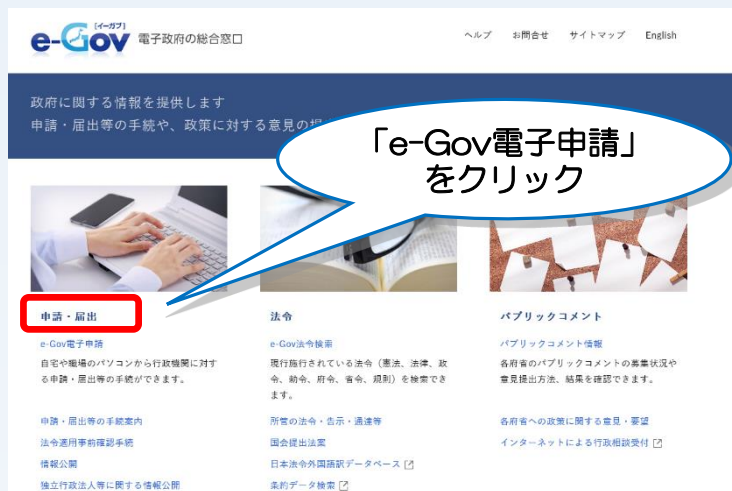 [イーガブ]
e-Gov 電子政府の総合窓口
ヘルプ お問合せ サイトマップ English
政府に関する情報を提供します
申請・届出等の手続や、政策に対する意見の
「e-Gov電子申請」
をクリック
申請・届出
e-Gov電子申請
自宅や職場のパソコンから行政機関に対す
る申請・届出等の手続ができます。
申請・届出等の手続案内
法令適用事前確認手続
情報公開
独立行政法人等に関する情報公開
法令
e-Gov法令検索
現行施行されている法令（憲法、法律、政
令、勅令、府令、省令、規則）を検索でき
ます。
所管の法令・告示・通達等
国会提出法案
日本法令外国語訳データベース
条約データ検索
パブリックコメント
パブリックコメント情報
各府省のパブリックコメントの募集状況や
意見提出方法、結果を確認できます。
各府省への政策に関する意見・要望
インターネットによる行政相談受付